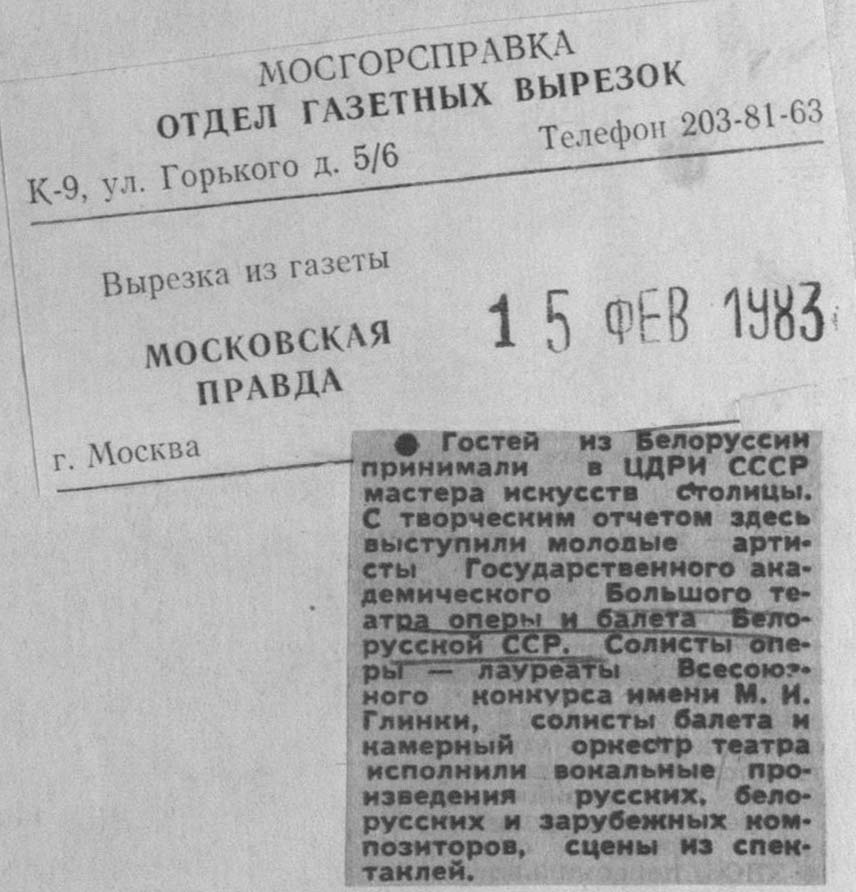 МОСГОРСПРАВКА
ОТДЕЛ ГАЗЕТНЫХ ВЫРЕЗОК
К-9, ул. Горького д. 5/6 Телефон 203-81-63
Вырезка из газеты
МОСКОВСКАЯ
ПРАВДА
15 ФЕВ 1983
г. Москва
● Гостей из Белоруссии
принимали в ЦДРИ СССР
мастера искусств столицы.
С творческим отчетом здесь
выступили молодые арти-
сты Государственного ака-
демического Большого те-
атра оперы и балета Бело-
русской ССР. Солисты опе-
ры — лауреаты Всесоюз-
ного конкурса имени М. И.
Глинки, солисты балета и
камерный оркестр театра
исполнили вокальные про-
изведения русских, бело-
русских и зарубежных ком-
позиторов, сцены из спек-
таклей.